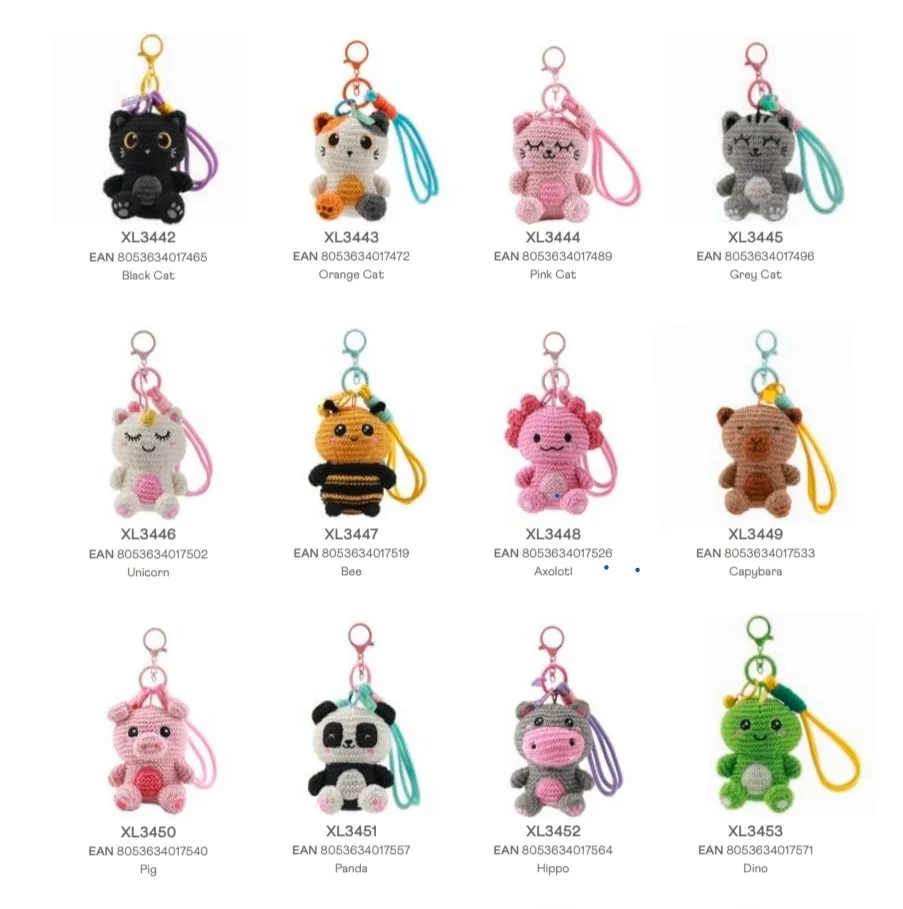 XL3442
EAN 8053634017465
Black Cat
XL3443
EAN 8053634017472
Orange Cat
XL3444
EAN 8053634017489
Pink Cat
XL3445
EAN 8053634017496
Grey Cat
XL3446
EAN 8053634017502
Unicorn
XL3447
EAN 8053634017519
Bee
XL3448
EAN 8053634017526
Axolotl
XL3449
EAN 8053634017533
Capybara
XL3450
EAN 8053634017540
Pig
XL3451
EAN 8053634017557
Panda
XL3452
EAN 8053634017564
Hippo
XL3453
EAN 8053634017571
Dino